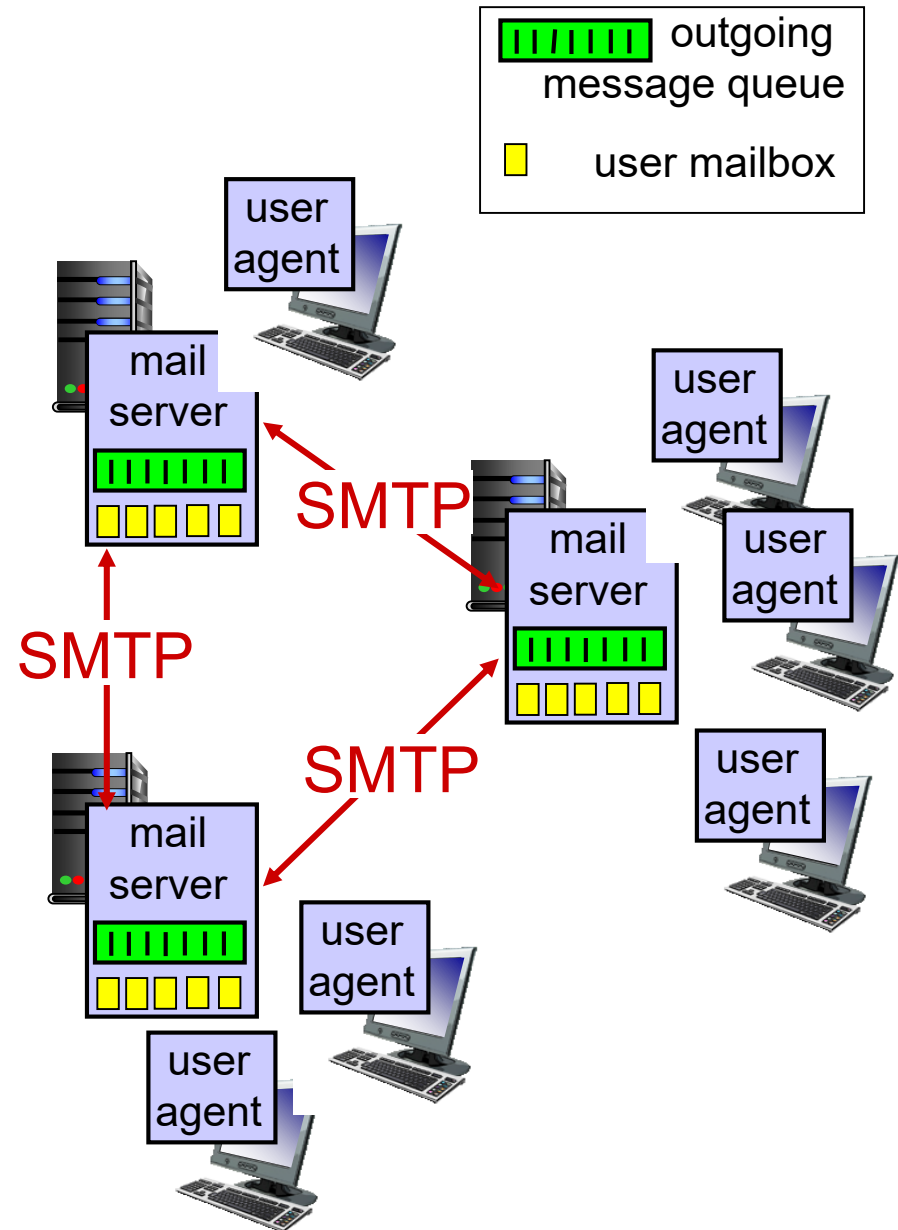 outgoing
message queue
user mailbox
user
agent
mail
server
SMTP
user
agent
mail
server
user
agent
SMTP
SMTP
user
agent
mail
server
user
agent
user
agent